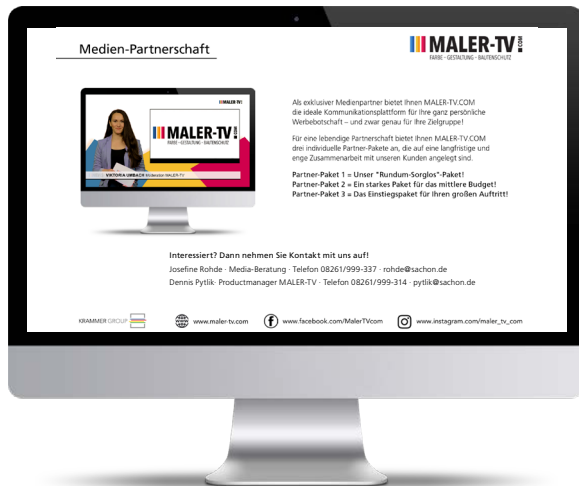 Medien-Partnerschaft
MALER-TV.COM
FARBE – GESTALTUNG – BAUTENSCHUTZ
MALER-TV.COM
MALER-TV.COM
FARBE – GESTALTUNG – BAUTENSCHUTZ
VIKTORIA URBACH Moderation MALER-TV
Als exklusiver Medienpartner bietet Ihnen MALER-TV.COM
die ideale Kommunikationsplattform für Ihre ganz persönliche
Werbebotschaft – und zwar genau für Ihre Zielgruppe!
Für eine lebendige Partnerschaft bietet Ihnen MALER-TV.COM
drei individuelle Partner-Pakete an, die auf eine langfristige und
enge Zusammenarbeit mit unseren Kunden angelegt sind.
Partner-Paket 1 = Unser "Rundum-Sorglos"-Paket!
Partner-Paket 2 = Ein starkes Paket für das mittlere Budget!
Partner-Paket 3 = Das Einstiegspaket für Ihren großen Auftritt!
Interessiert? Dann nehmen Sie Kontakt mit uns auf!
Josefine Rohde · Media-Beratung · Telefon 08261/999-337 · rohde@sachon.de
Dennis Pytlik· Productmanager MALER-TV · Telefon 08261/999-314 · pytlik@sachon.de
KRAMMER GROUP
www.maler-tv.com
www.facebook.com/MalerTVcom
www.instagram.com/maler_tv_com